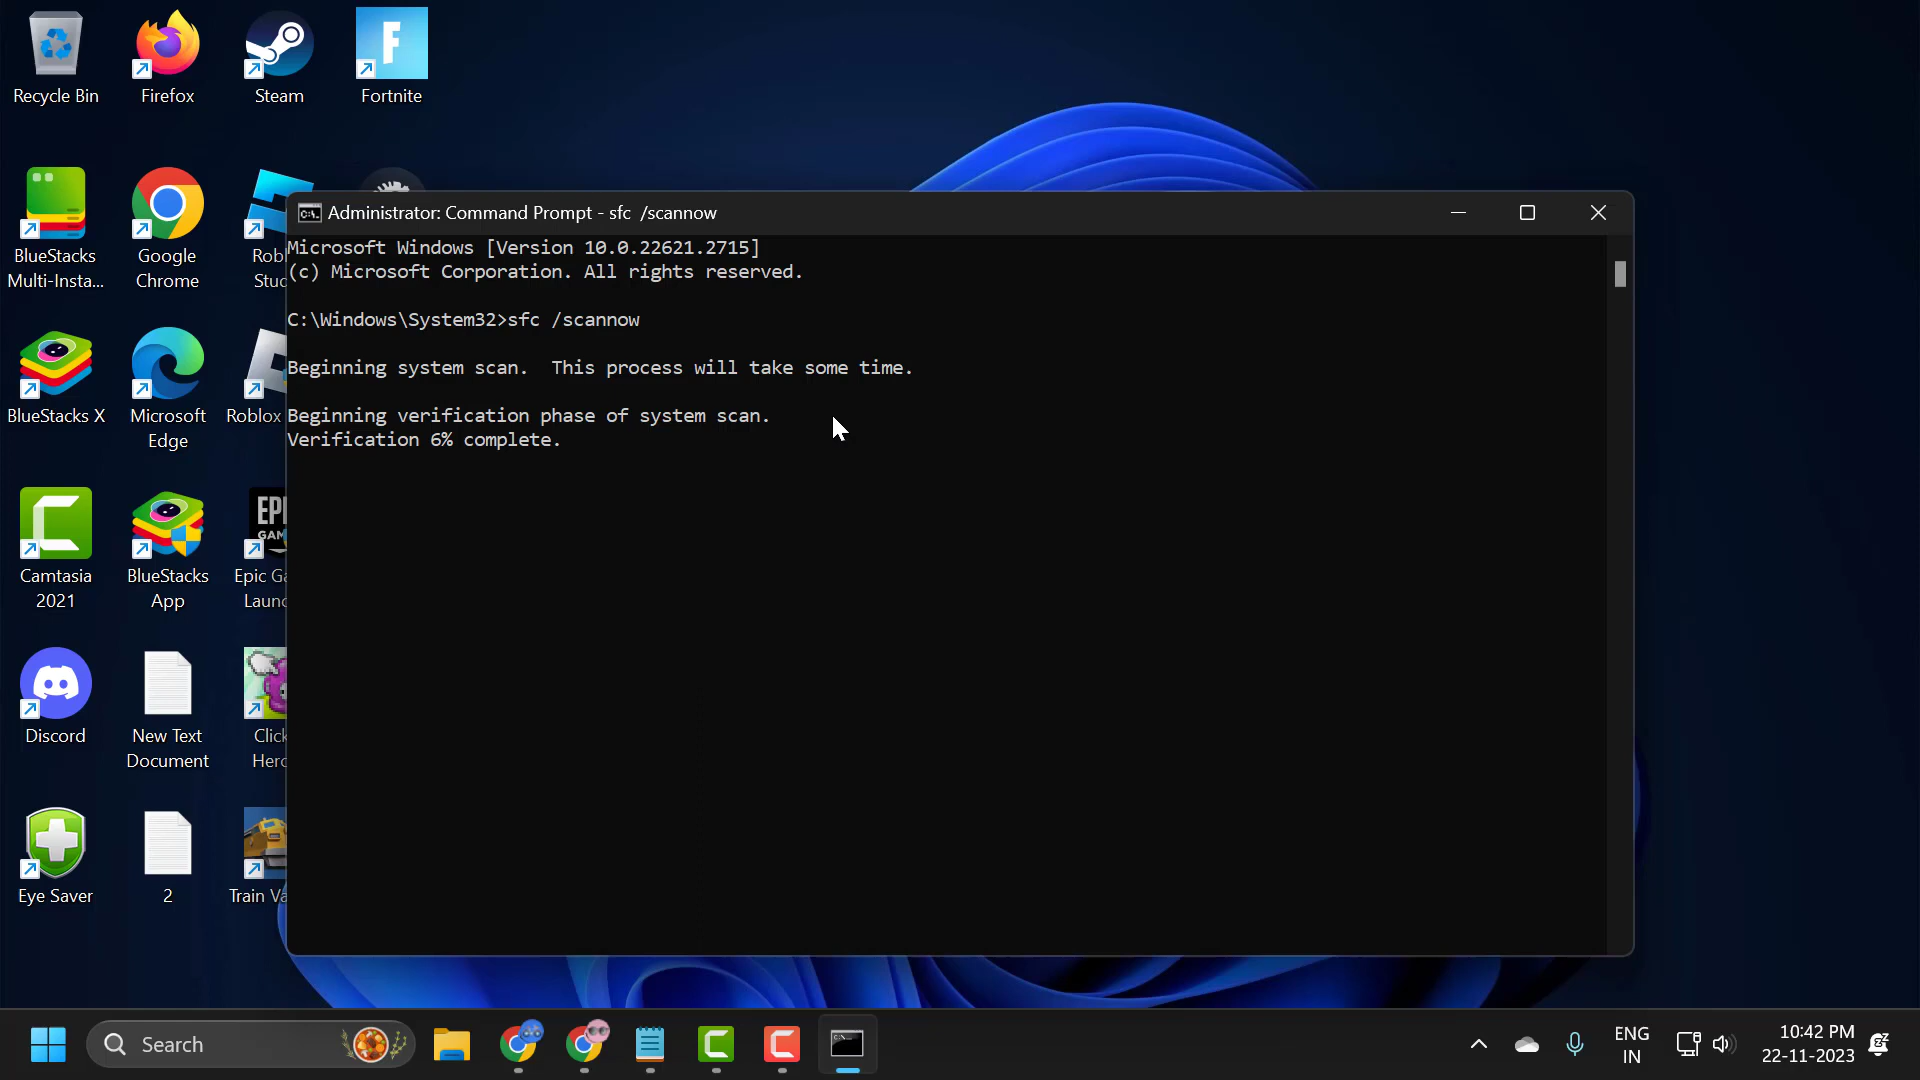 Recycle Bin
Firefox
Steam
F
Fortnite
BlueStacks
Multi-Insta...
Google
Chrome
BlueStacks X
Microsoft
Edge
Roblox
Camtasia
2021
BlueStacks
App
Discord
New Text
Document
Click
Eye Saver
2
Train
Administrator: Command Prompt - sfc  /scannow
Microsoft Windows [Version 10.0.22621.2715]
(c) Microsoft Corporation. All rights reserved.
C:\Windows\System32>sfc /scannow
Beginning system scan.  This process will take some time.
Beginning verification phase of system scan.
Verification 6% complete.
Search
ENG
IN
10:42 PM
22-11-2023